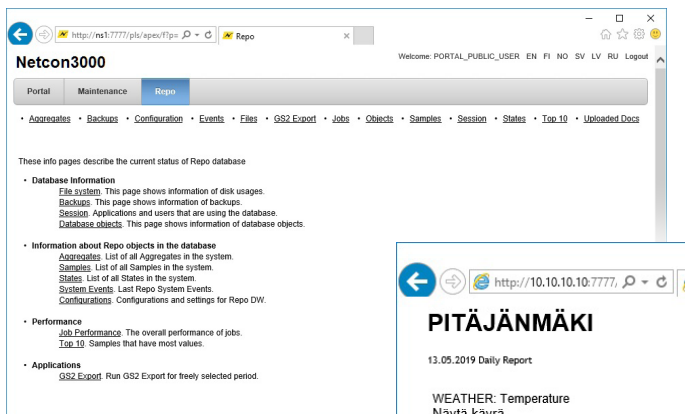 http://ns1:7777/pls/apex/f?p=
Repo
Netcon3000
Welcome: PORTAL_PUBLIC_USER EN FI NO SV LV RU Logout
Portal Maintenance Repo
• Aggregates • Backups • Configuration • Events • Files • GS2 Export • Jobs • Objects • Samples • Session • States • Top 10 • Uploaded Docs
These info pages describe the current status of Repo database
• Database Information
File system. This page shows information of disk usages.
Backups. This page shows information of backups.
Session. Applications and users that are using the database.
Database objects. This page shows information of database objects.
• Information about Repo objects in the database
Aggregates. List of all Aggregates in the system.
Samples. List of all Samples in the system.
States. List of all States in the system.
System Events. Last Repo System Events.
Configurations. Configurations and settings for Repo DW.
• Performance
Job Performance. The overall performance of jobs.
Top 10. Samples that have most values.
• Applications
GS2 Export. Run GS2 Export for freely selected period.
http://10.10.10.10:7777,
PITÄJÄNMÄKI
13.05.2019 Daily Report
WEATHER: Temperature
Näytä käyrä